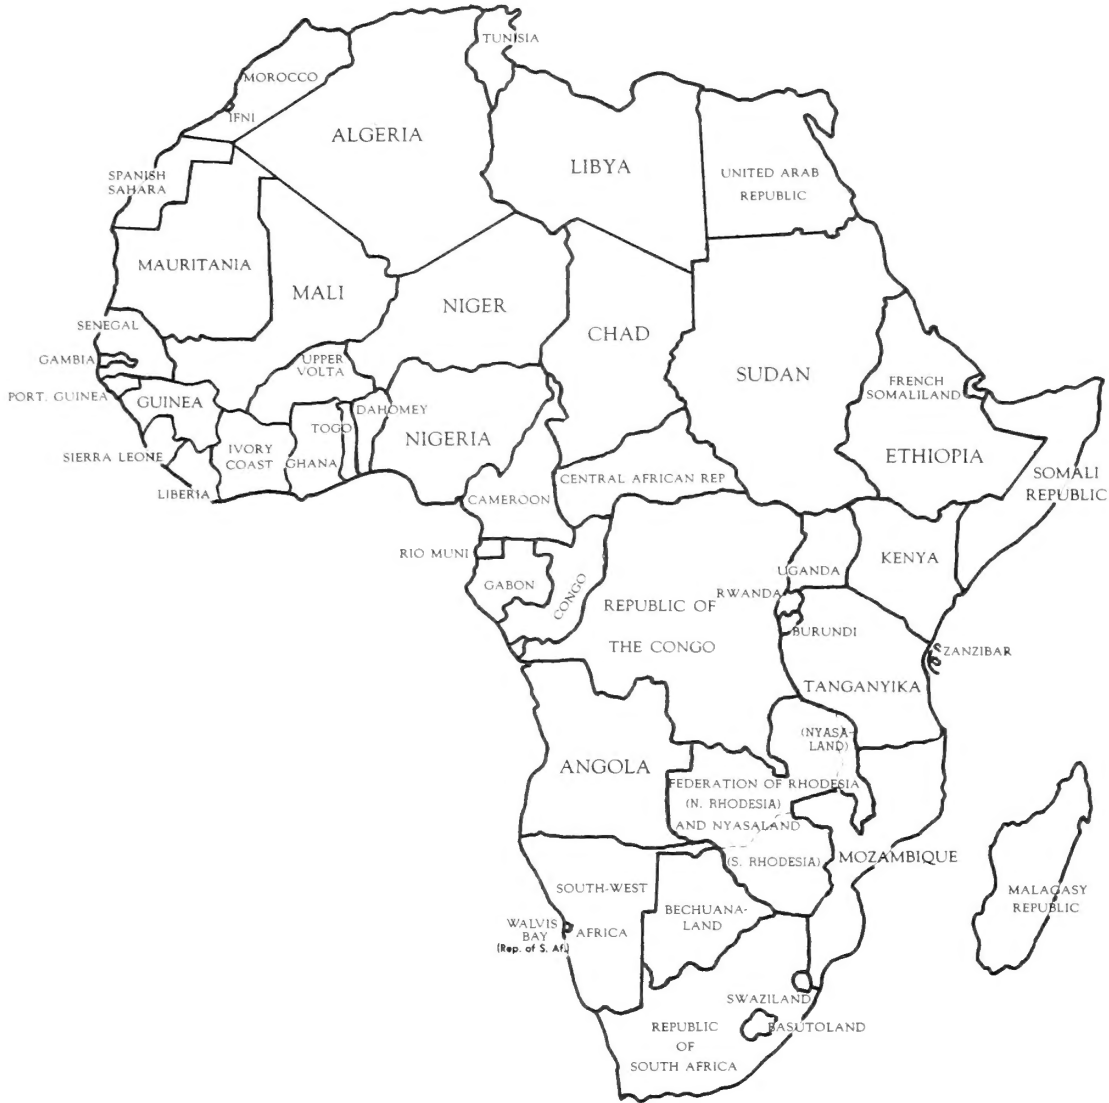 TUNISIA
MOROCCO
IFNI
ALGERIA
LIBYA
UNITED ARAB
REPUBLIC
SPANISH
SAHARA
MAURITANIA
MALI
NIGER
CHAD
SUDAN
SENEGAL
GAMBIA
PORT. GUINEA
GUINEA
UPPER
VOLTA
DAHOMEY
TOGO
NIGERIA
FRENCH
SOMALILAND
SIERRA LEONE
IVORY
COAST
GHANA
LIBERIA
ETHIOPIA
SOMALI
REPUBLIC
CENTRAL AFRICAN REP
CAMEROON
RIO MUNI
GABON
CONGO
UGANDA
KENYA
RWANDA
REPUBLIC OF
THE CONGO
BURUNDI
ZANZIBAR
TANGANYIKA
(NYASA-
LAND)
ANGOLA
FEDERATION OF RHODESIA
(N. RHODESIA)
AND NYASALAND
(S. RHODESIA)
MOZAMBIQUE
MALAGASY
REPUBLIC
SOUTH-WEST
AFRICA
WALVIS
BAY
(Rep. of S. Af.)
BECHUANA-
LAND
SWAZILAND
BASUTOLAND
REPUBLIC
OF
SOUTH AFRICA